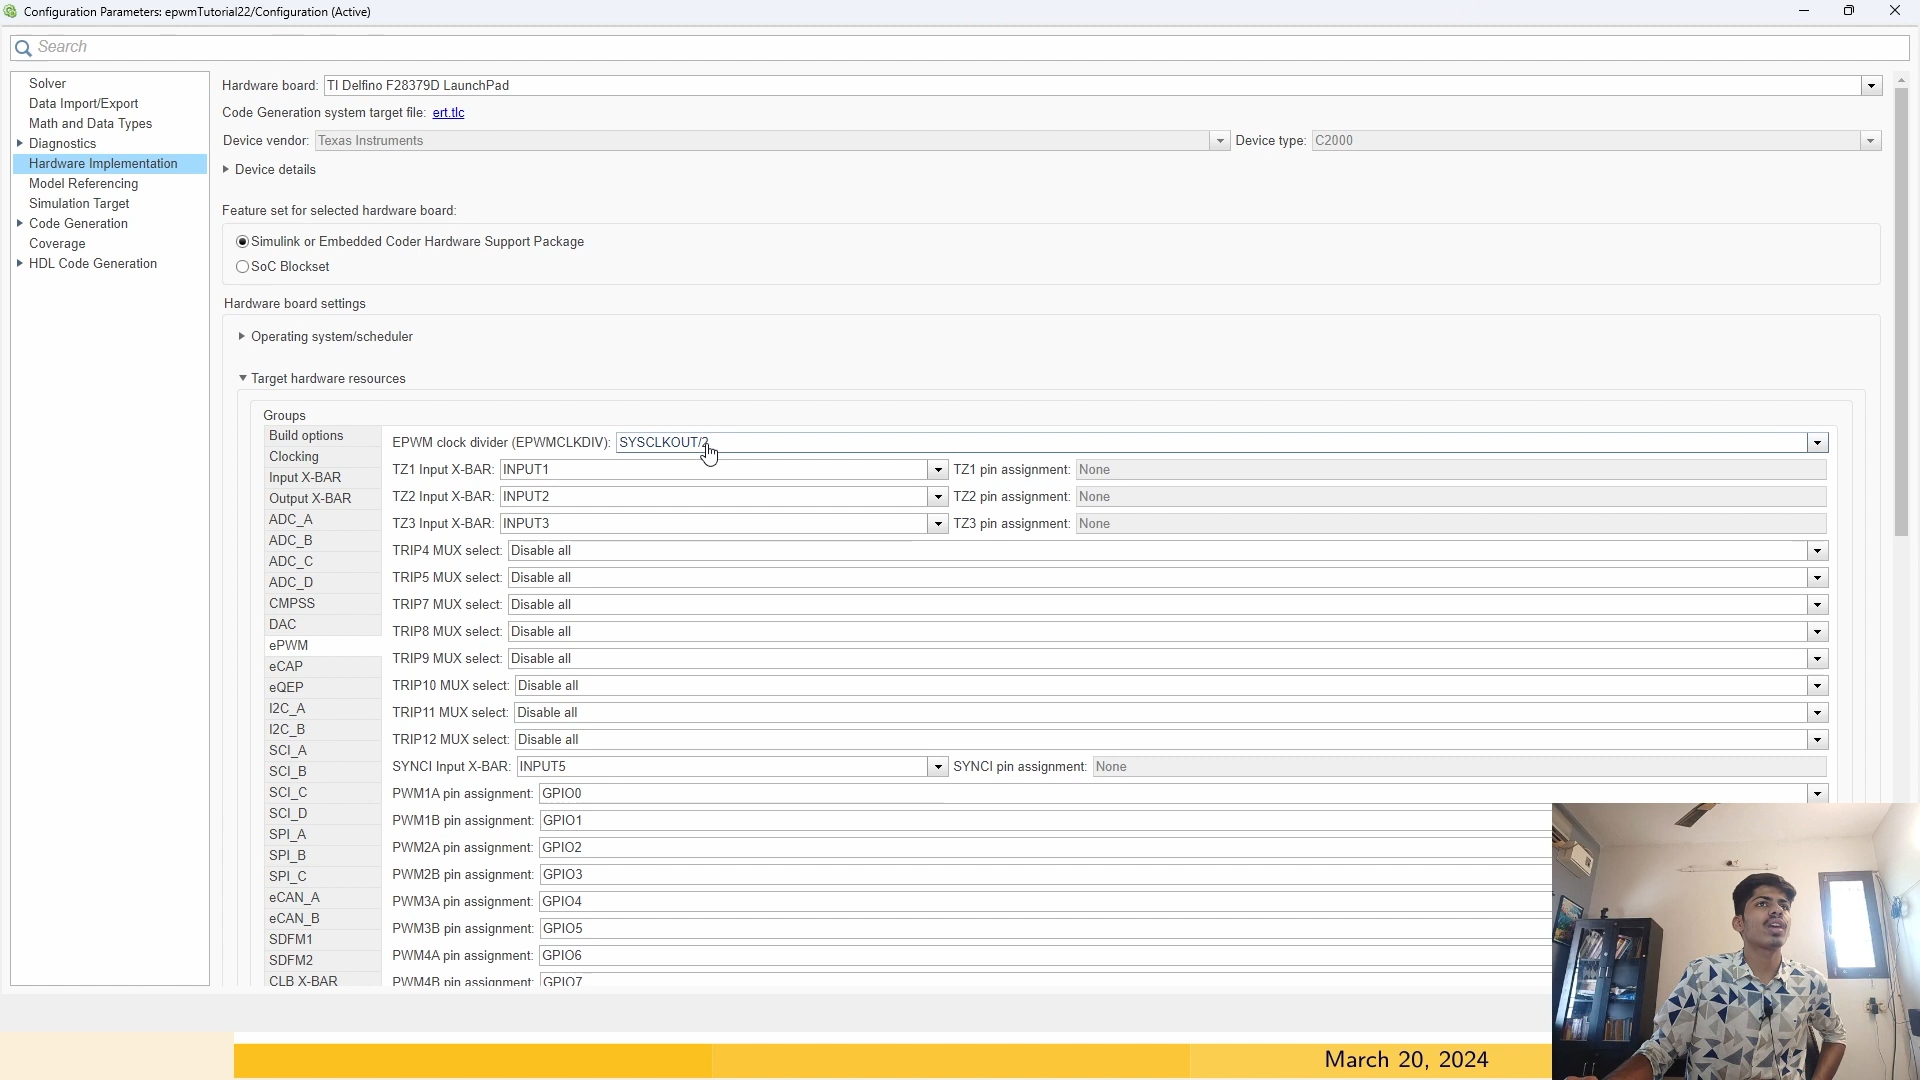 Configuration Parameters: epwmTutorial22/Configuration (Active)
Search
Solver
Data Import/Export
Math and Data Types
Diagnostics
Hardware Implementation
Model Referencing
Simulation Target
Code Generation
Coverage
HDL Code Generation
Hardware board: TI Delfino F28379D LaunchPad
Code Generation system target file: ert.tlc
Device vendor: Texas Instruments Device type: C2000
Device details
Feature set for selected hardware board:
Simulink or Embedded Coder Hardware Support Package
SoC Blockset
Hardware board settings
Operating system/scheduler
Target hardware resources
Groups
Build options
Clocking
Input X-BAR
Output X-BAR
ADC_A
ADC_B
ADC_C
ADC_D
CMPSS
DAC
ePWM
eCAP
eQEP
I2C_A
I2C_B
SCI_A
SCI_B
SCI_C
SCI_D
SPI_A
SPI_B
SPI_C
eCAN_A
eCAN_B
SDFM1
SDFM2
CLB X-BAR
EPWM clock divider (EPWMCLKDIV): SYSCLKOUT/2
TZ1 Input X-BAR: INPUT1 TZ1 pin assignment: None
TZ2 Input X-BAR: INPUT2 TZ2 pin assignment: None
TZ3 Input X-BAR: INPUT3 TZ3 pin assignment: None
TRIP4 MUX select: Disable all
TRIP5 MUX select: Disable all
TRIP7 MUX select: Disable all
TRIP8 MUX select: Disable all
TRIP9 MUX select: Disable all
TRIP10 MUX select: Disable all
TRIP11 MUX select: Disable all
TRIP12 MUX select: Disable all
SYNCI Input X-BAR: INPUT5 SYNCI pin assignment: None
PWM1A pin assignment: GPIO0
PWM1B pin assignment: GPIO1
PWM2A pin assignment: GPIO2
PWM2B pin assignment: GPIO3
PWM3A pin assignment: GPIO4
PWM3B pin assignment: GPIO5
PWM4A pin assignment: GPIO6
PWM4B pin assignment: GPIO7
March 20, 2024